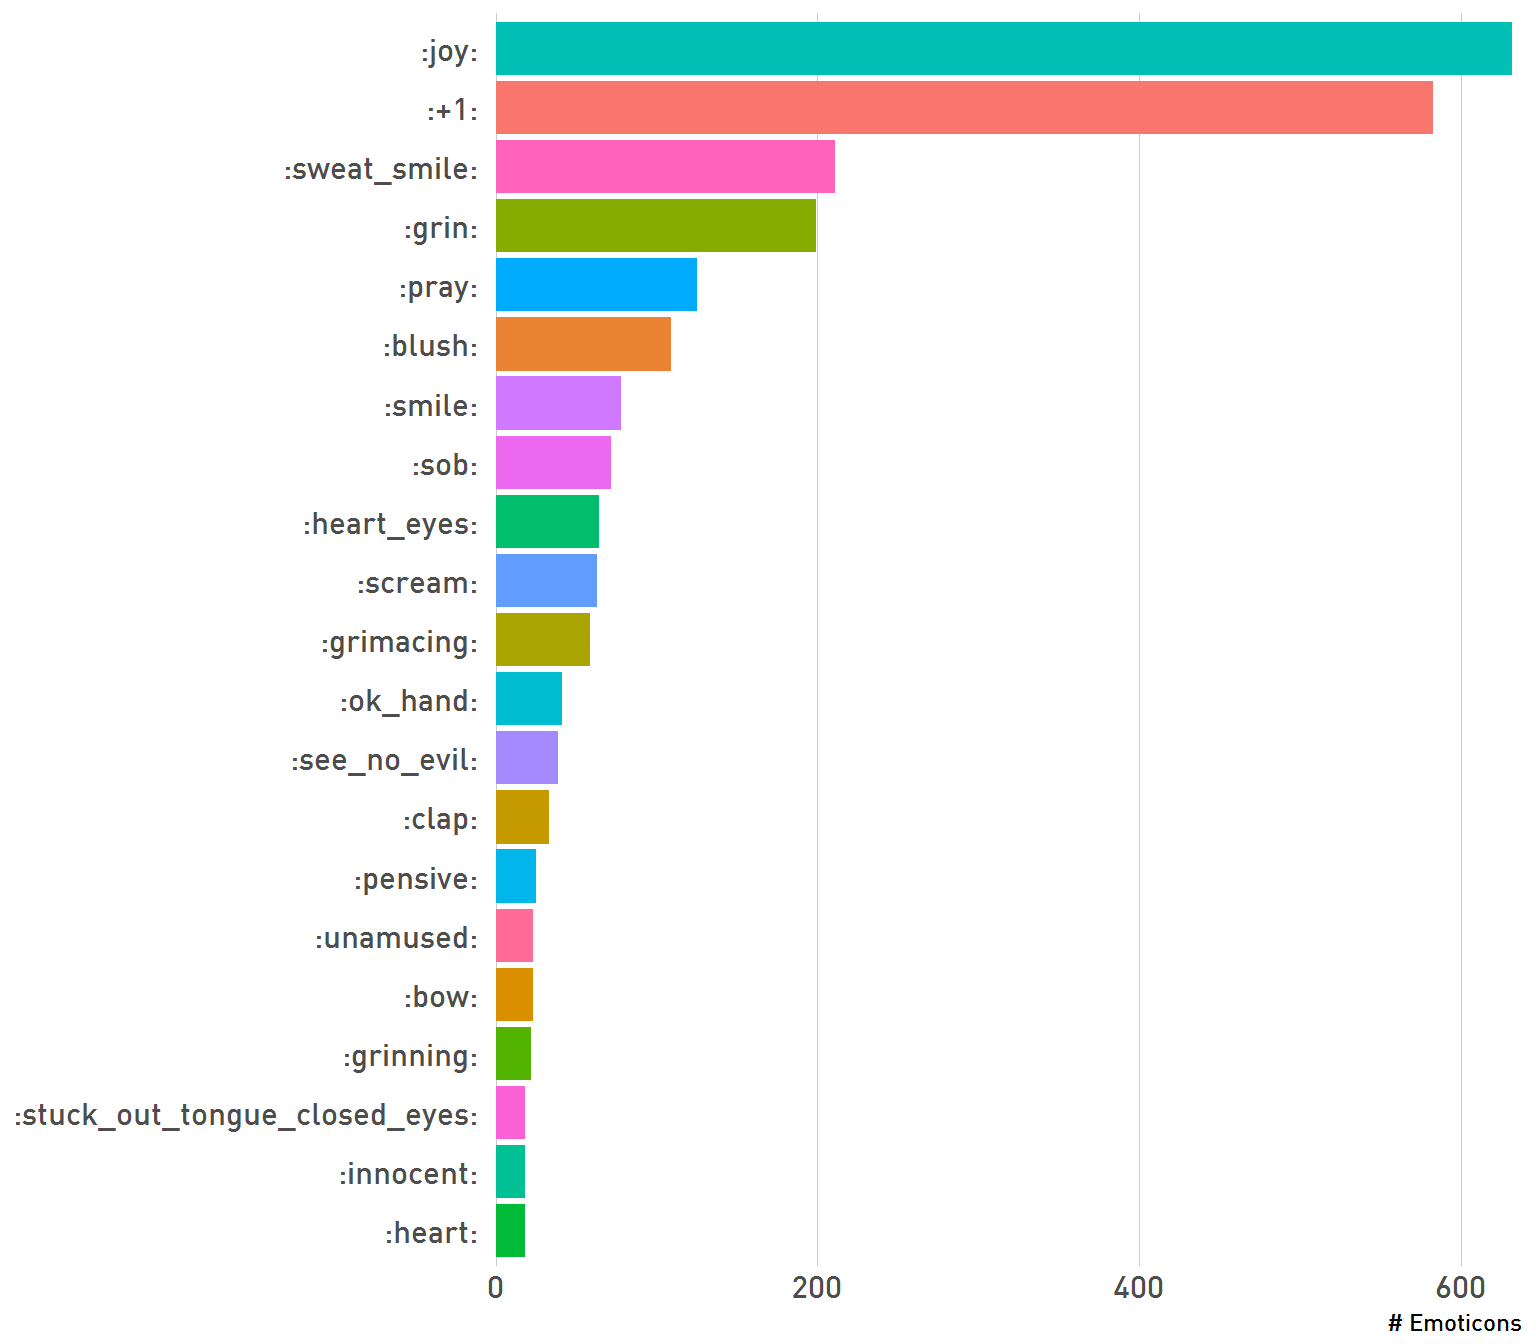 :joy:
:+1:
:sweat_smile:
:grin:
:pray:
:blush:
:smile:
:sob:
:heart_eyes:
:scream:
:grimacing:
:ok_hand:
:see_no_evil:
:clap:
:pensive:
:unamused:
:bow:
:grinning:
:stuck_out_tongue_closed_eyes:
:innocent:
:heart:
0 200 400 600
# Emoticons